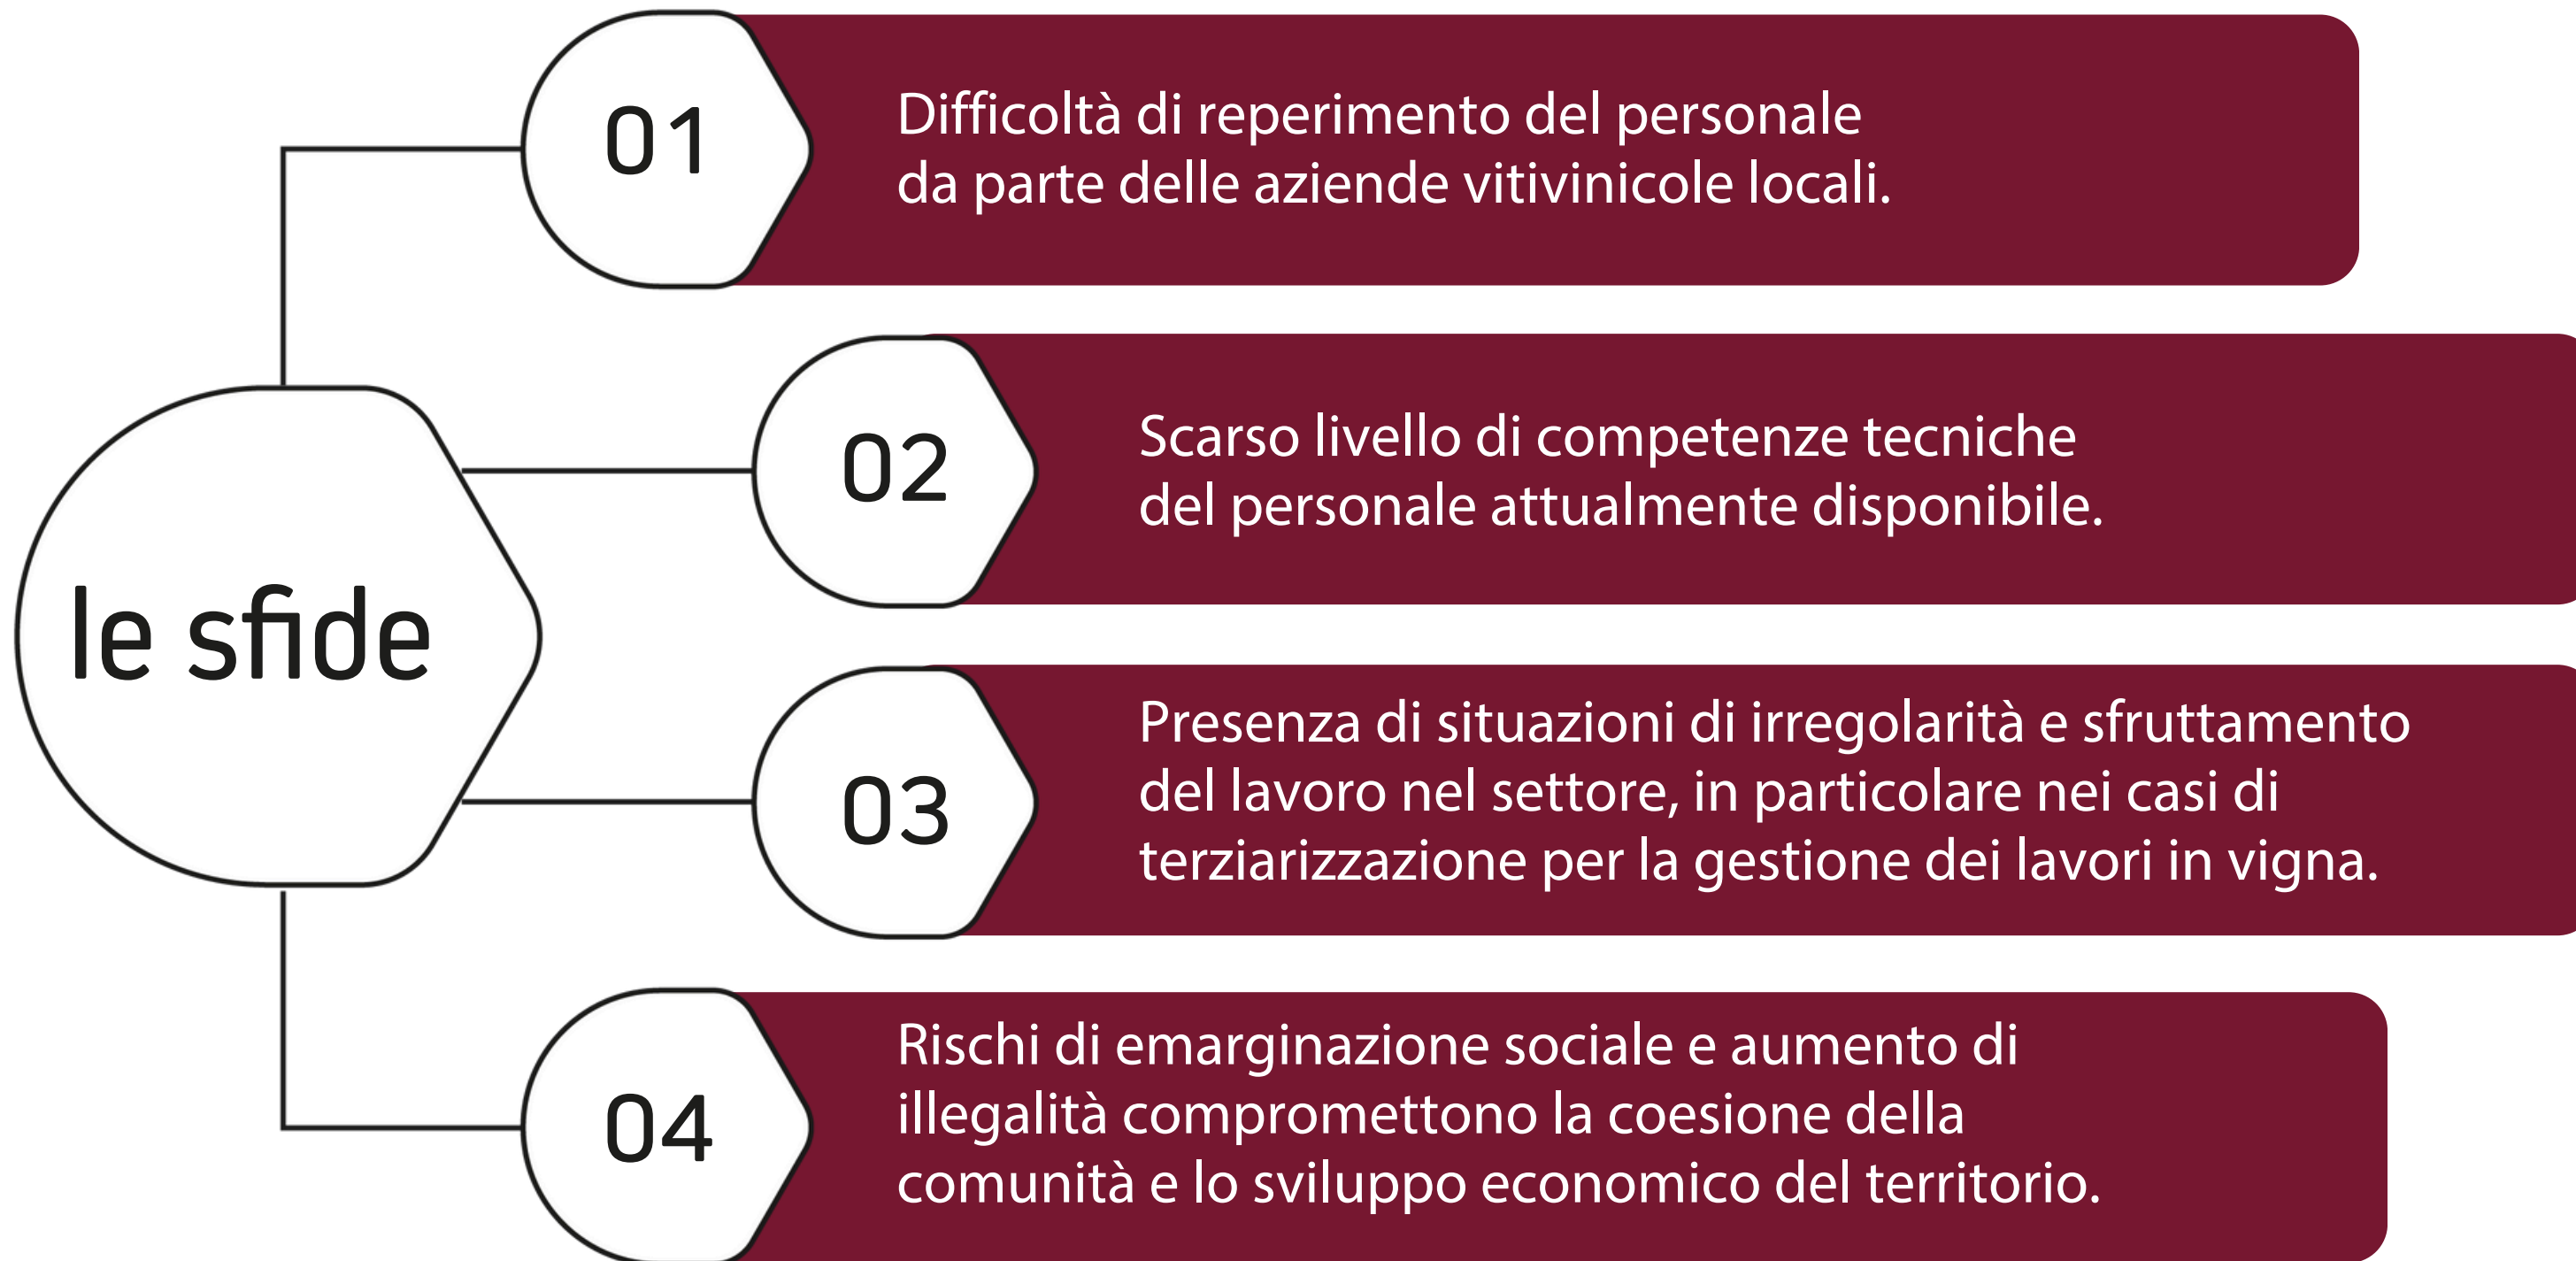 le sfide
01
Difficoltà di reperimento del personale
da parte delle aziende vitivinicole locali.
02
Scarso livello di competenze tecniche
del personale attualmente disponibile.
03
Presenza di situazioni di irregolarità e sfruttamento
del lavoro nel settore, in particolare nei casi di
terziarizzazione per la gestione dei lavori in vigna.
04
Rischi di emarginazione sociale e aumento di
illegalità compromettono la coesione della
comunità e lo sviluppo economico del territorio.